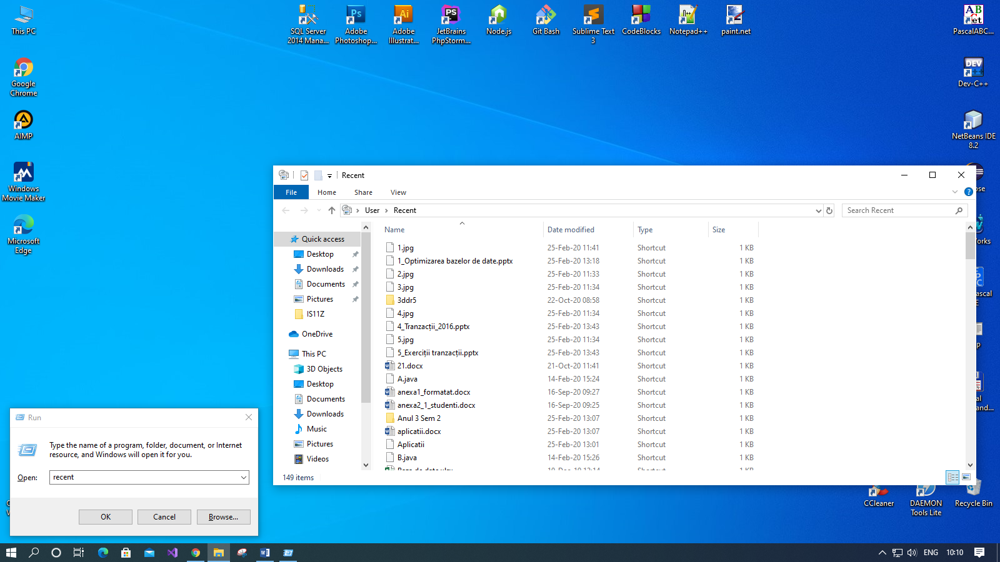 This PC
Google
Chrome
AIMP
Windows
Movie Maker
Microsoft
Edge
SQL Server
2014 Mana...
Adobe
Photoshop...
Adobe
Illustrat...
JetBrains
PhpStorm...
Node.js
Git Bash
Sublime Text
3
CodeBlocks
Notepad++
paint.net
PascalABC...
Dev-C++
NetBeans IDE
8.2
Recent
File Home Share View
User Recent
Search Recent
Quick access
Desktop
Downloads
Documents
Pictures
IS11Z
OneDrive
This PC
3D Objects
Desktop
Documents
Downloads
Music
Pictures
Videos
Name Date modified Type Size
1.jpg 25-Feb-20 11:41 Shortcut 1 KB
1_Optimizarea bazelor de date.pptx 25-Feb-20 13:18 Shortcut 1 KB
2.jpg 25-Feb-20 11:33 Shortcut 1 KB
3.jpg 25-Feb-20 11:34 Shortcut 1 KB
3ddr5 22-Oct-20 08:58 Shortcut 1 KB
4.jpg 25-Feb-20 11:34 Shortcut 1 KB
4_Tranzacții_2016.pptx 25-Feb-20 13:43 Shortcut 1 KB
5.jpg 25-Feb-20 11:34 Shortcut 1 KB
5_Exerciții tranzacții.pptx 25-Feb-20 13:43 Shortcut 1 KB
21.docx 21-Oct-20 11:41 Shortcut 1 KB
A.java 14-Feb-20 15:24 Shortcut 1 KB
anexa1_formatat.docx 16-Sep-20 09:27 Shortcut 1 KB
anexa2_1_studenti.docx 16-Sep-20 09:25 Shortcut 1 KB
Anul 3 Sem 2 25-Feb-20 13:07 Shortcut 1 KB
aplicatii.docx 25-Feb-20 13:07 Shortcut 1 KB
Aplicatii 25-Feb-20 13:01 Shortcut 1 KB
B.java 14-Feb-20 15:26 Shortcut 1 KB
149 items
Run
Type the name of a program, folder, document, or Internet
resource, and Windows will open it for you.
Open: recent
OK Cancel Browse...
CCleaner
DAEMON
Tools Lite
Recycle Bin
ENG 10:10